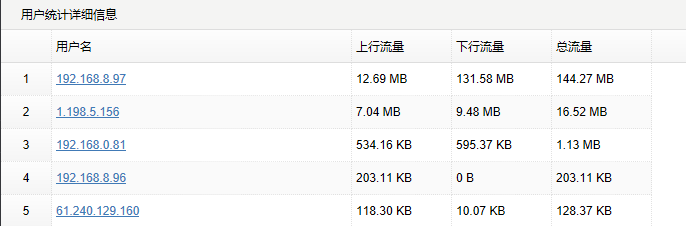 用户统计详细信息
用户名 上行流量 下行流量 总流量
1 192.168.8.97 12.69 MB 131.58 MB 144.27 MB
2 1.198.5.156 7.04 MB 9.48 MB 16.52 MB
3 192.168.0.81 534.16 KB 595.37 KB 1.13 MB
4 192.168.8.96 203.11 KB 0 B 203.11 KB
5 61.240.129.160 118.30 KB 10.07 KB 128.37 KB